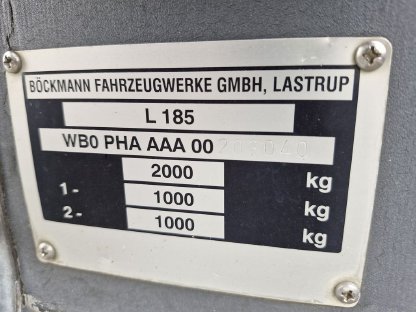 BÖCKMANN FAHRZEUGWERKE GMBH, LASTRUP
L 185
WB0 PHA AAA 00
2000 kg
1- 1000 kg
2- 1000 kg